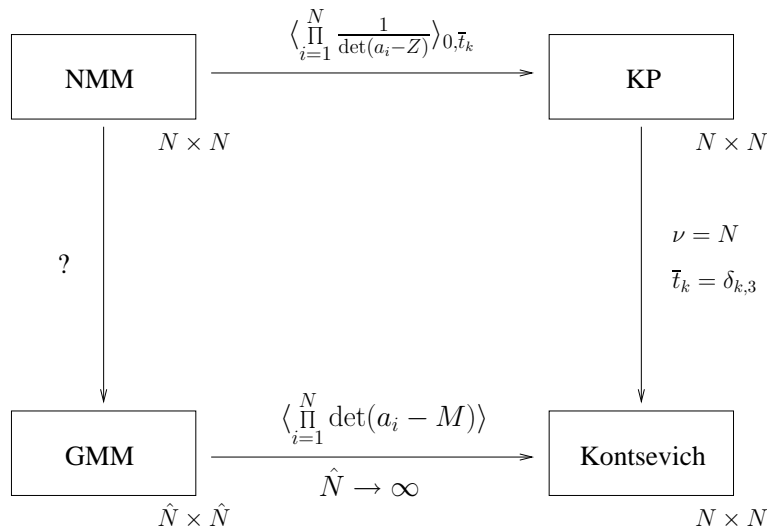 ⟨∏_{i=1}^{N} 1/det(a_i−Z)⟩_{0,t̄_k}
NMM
KP
N × N
N × N
ν = N
?
t̄_k = δ_{k,3}
⟨∏_{i=1}^{N} det(a_i − M)⟩
GMM
Kontsevich
N̂ → ∞
N̂ × N̂
N × N